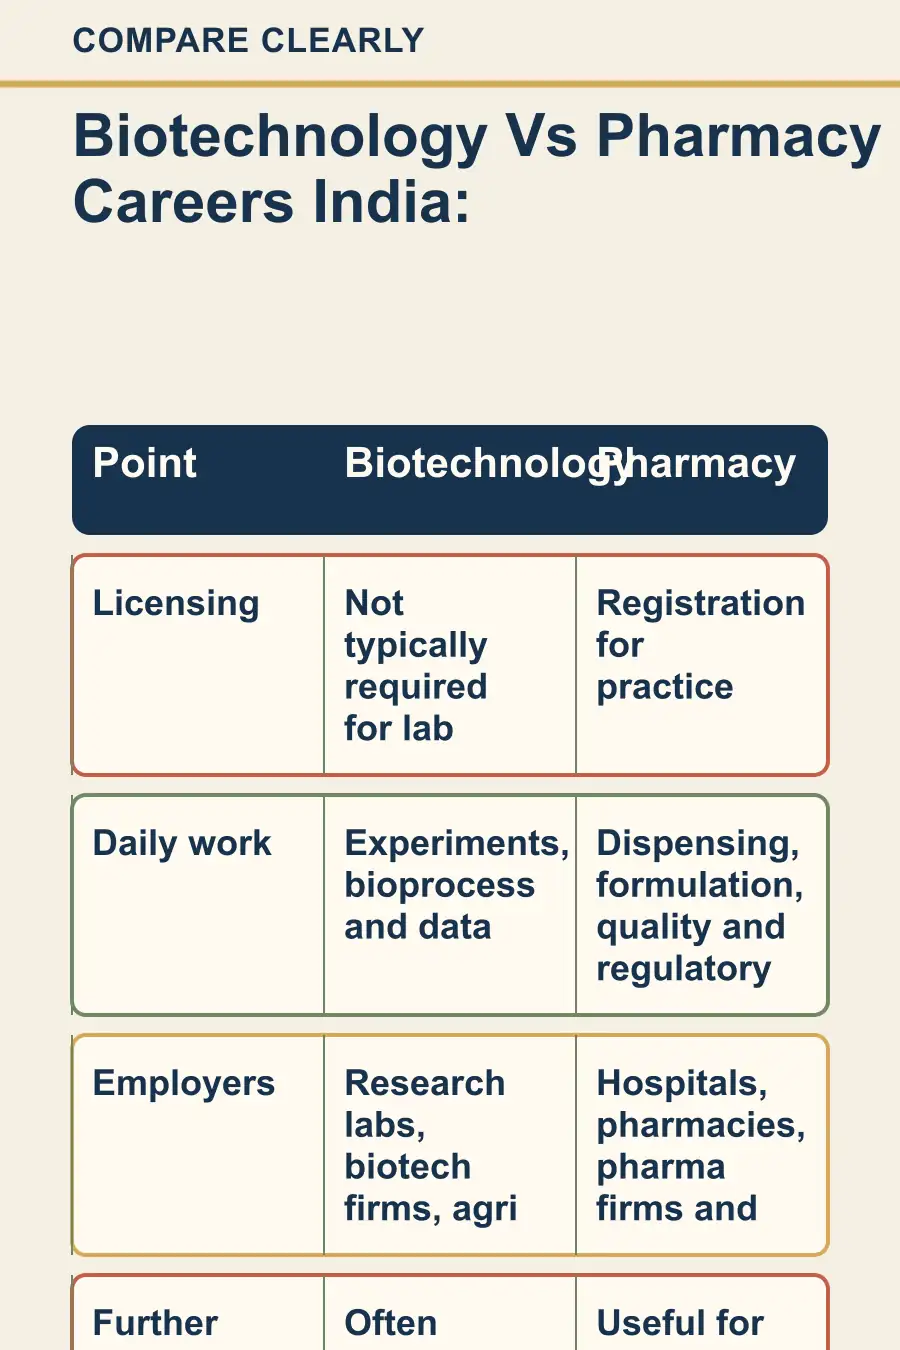 COMPARE CLEARLY
Biotechnology Vs Pharmacy
Careers India:
Point Biotechnology Pharmacy
Licensing
Not
typically
required
for lab
Registration
for
practice
Daily work
Experiments,
bioprocess
and data
Dispensing,
formulation,
quality and
regulatory
Employers
Research
labs,
biotech
firms, agri
Hospitals,
pharmacies,
pharma
firms and
Further
Often
Useful for